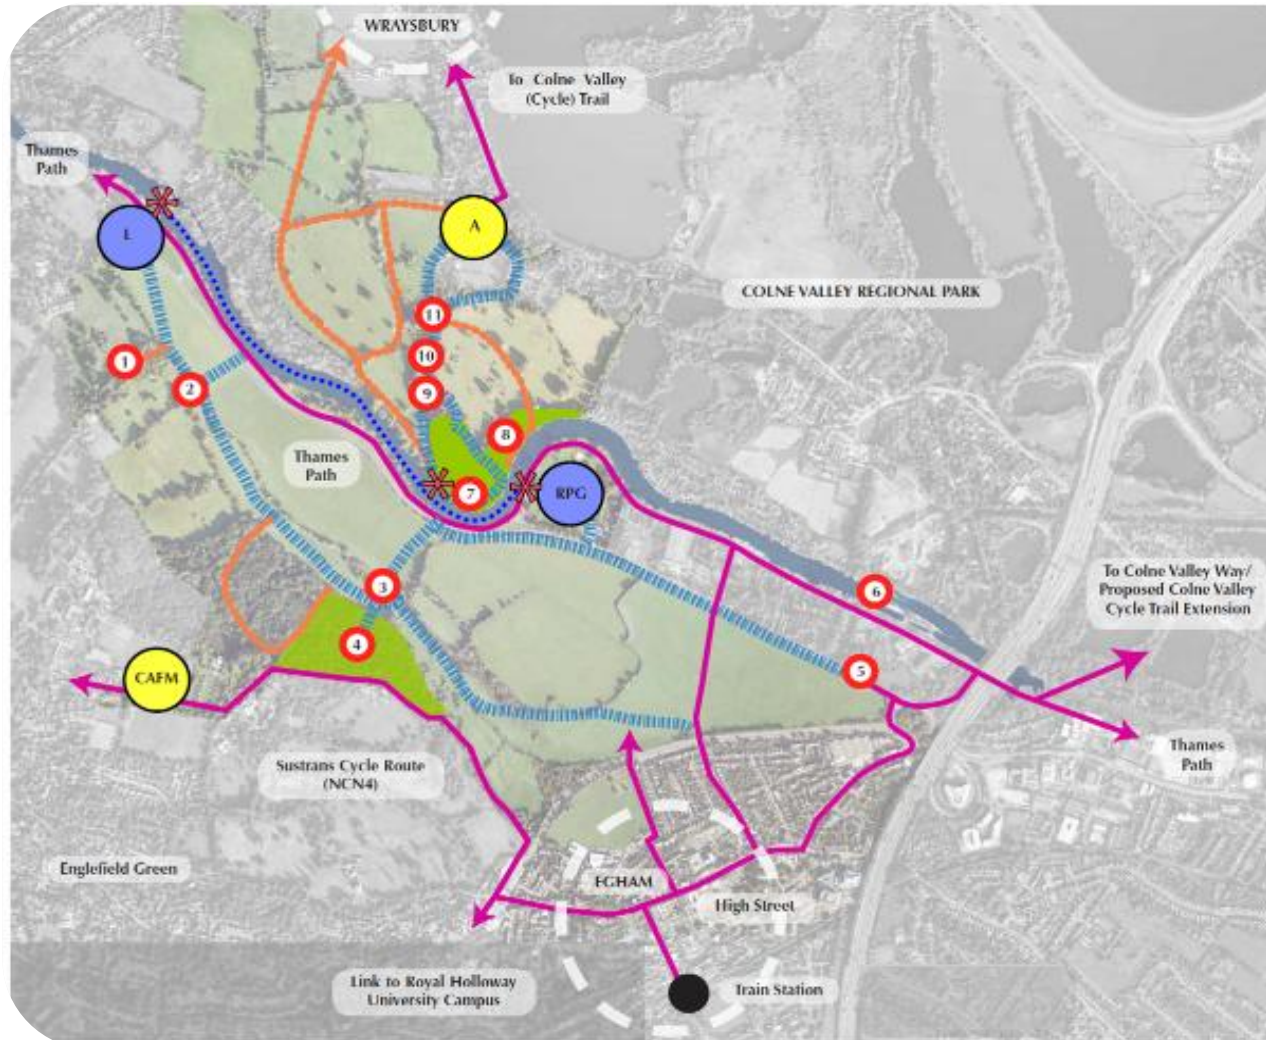 WRAYSBURY
To Colne Valley
(Cycle) Trail
Thames
Path
L
A
COLNE VALLEY REGIONAL PARK
11
1
10
2
9
8
Thames
Path
7
RPG
3
6
To Colne Valley Way/
Proposed Colne Valley
Cycle Trail Extension
4
5
CAFM
Sustrans Cycle Route
(NCN4)
Thames
Path
Englefield Green
EGHAM
High Street
Link to Royal Holloway
University Campus
Train Station